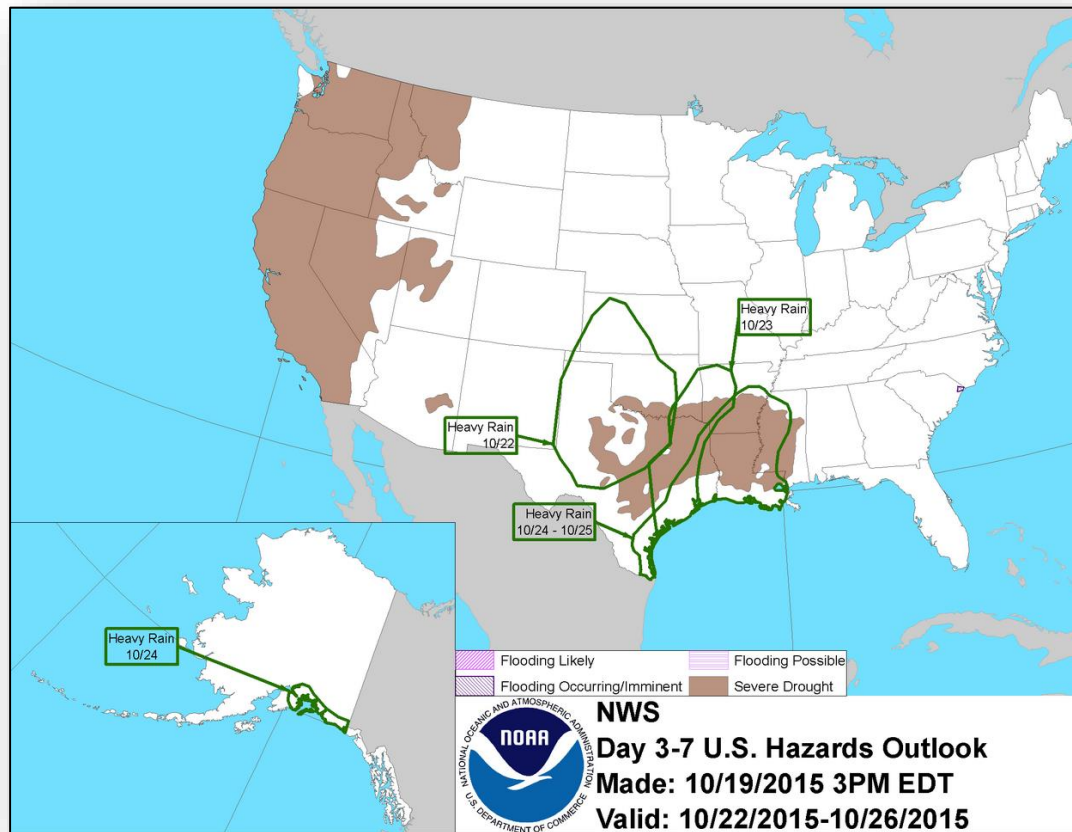 Heavy Rain
10/23
Heavy Rain
10/22
Heavy Rain
10/24 - 10/25
Heavy Rain
10/24
Flooding Likely
Flooding Possible
Flooding Occurring/Imminent
Severe Drought
NATIONAL OCEANIC AND ATMOSPHERIC ADMINISTRATION
U.S. DEPARTMENT OF COMMERCE
NOAA
NWS
Day 3-7 U.S. Hazards Outlook
Made: 10/19/2015 3PM EDT
Valid: 10/22/2015-10/26/2015